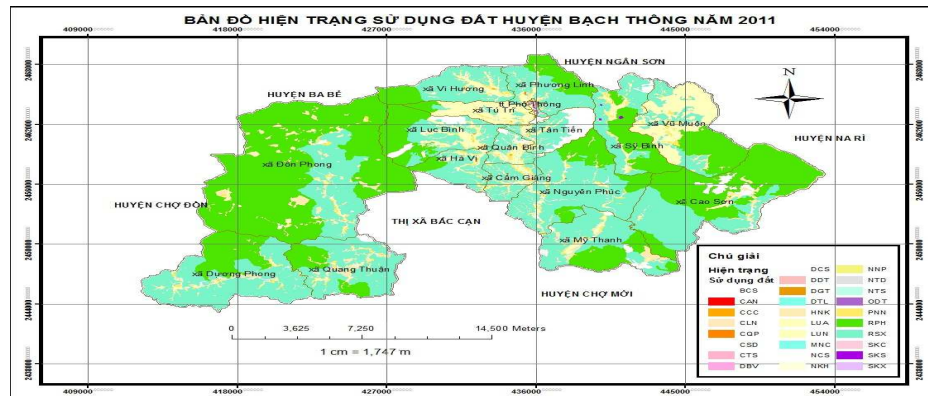 BẢN ĐỒ HIỆN TRẠNG SỬ DỤNG ĐẤT HUYỆN BẠCH THÔNG NĂM 2011
409000 418000 427000 436000 445000 454000
HUYỆN NGÂN SƠN
N
xã Vi Hương
xã Phương Linh
HUYỆN BA BỂ
tt Phủ Thông
xã Tú Trĩ
xã Lục Bình
xã Tân Tiến
xã Vũ Muộn
HUYỆN NA RÌ
xã Quân Bình
xã Sỹ Bình
xã Đôn Phong
xã Hà Vị
xã Cẩm Giàng
xã Nguyên Phúc
xã Cao Sơn
HUYỆN CHỢ ĐỒN
THỊ XÃ BẮC CẠN
xã Mỹ Thanh
xã Dương Phong
xã Quang Thuận
HUYỆN CHỢ MỚI
0 3,625 7,250 14,500 Meters
1 cm = 1,747 m
Chú giải
Hiện trạng
Sử dụng đất
BCS
CAN
CCC
CLN
CQP
CSD
CTS
DBV
DCS
DDT
DGT
DTL
HNK
LUA
LUN
MNC
NCS
NKH
NNP
NTD
NTS
ODT
PNN
RPH
RSX
SKC
SKS
SKX
409000 418000 427000 436000 445000 454000